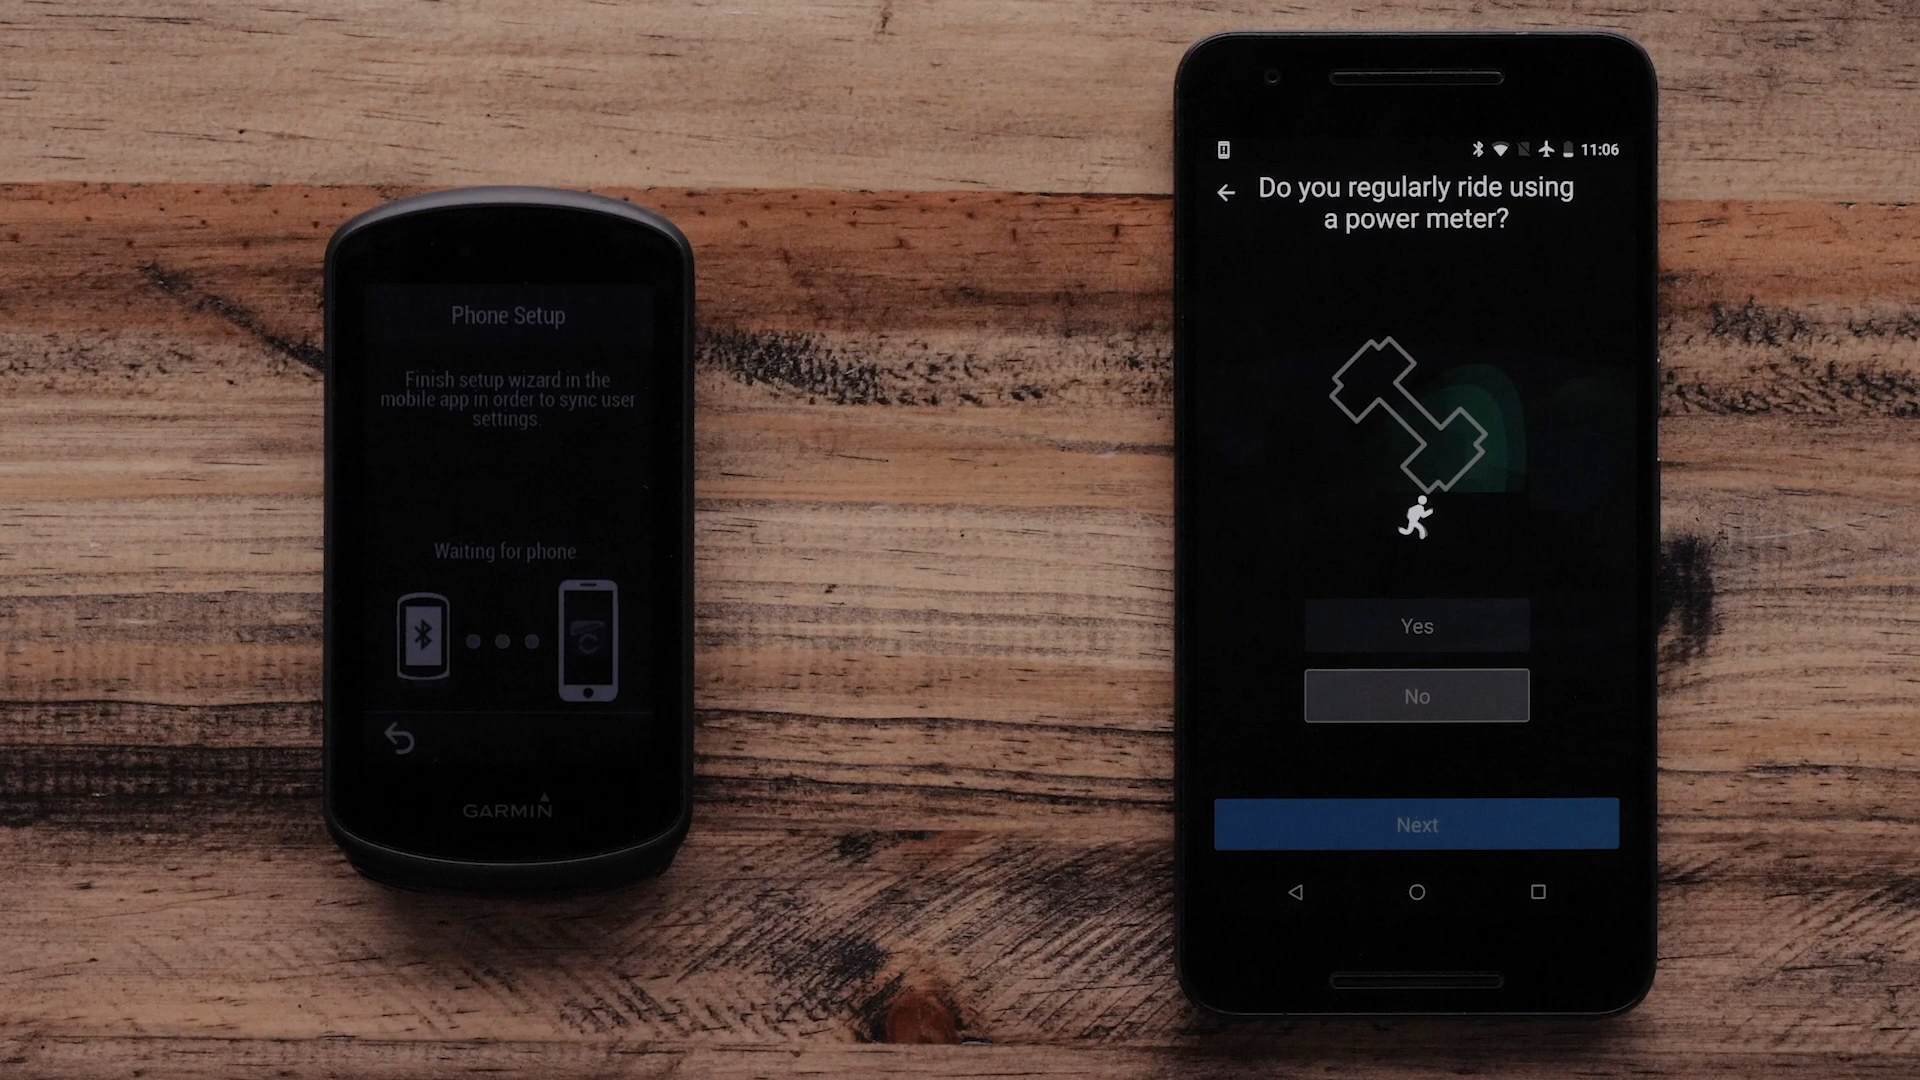 Phone Setup
Finish setup wizard in the
mobile app in order to sync user
settings.
Waiting for phone
GARMIN
11:06
Do you regularly ride using
a power meter?
Yes
No
Next